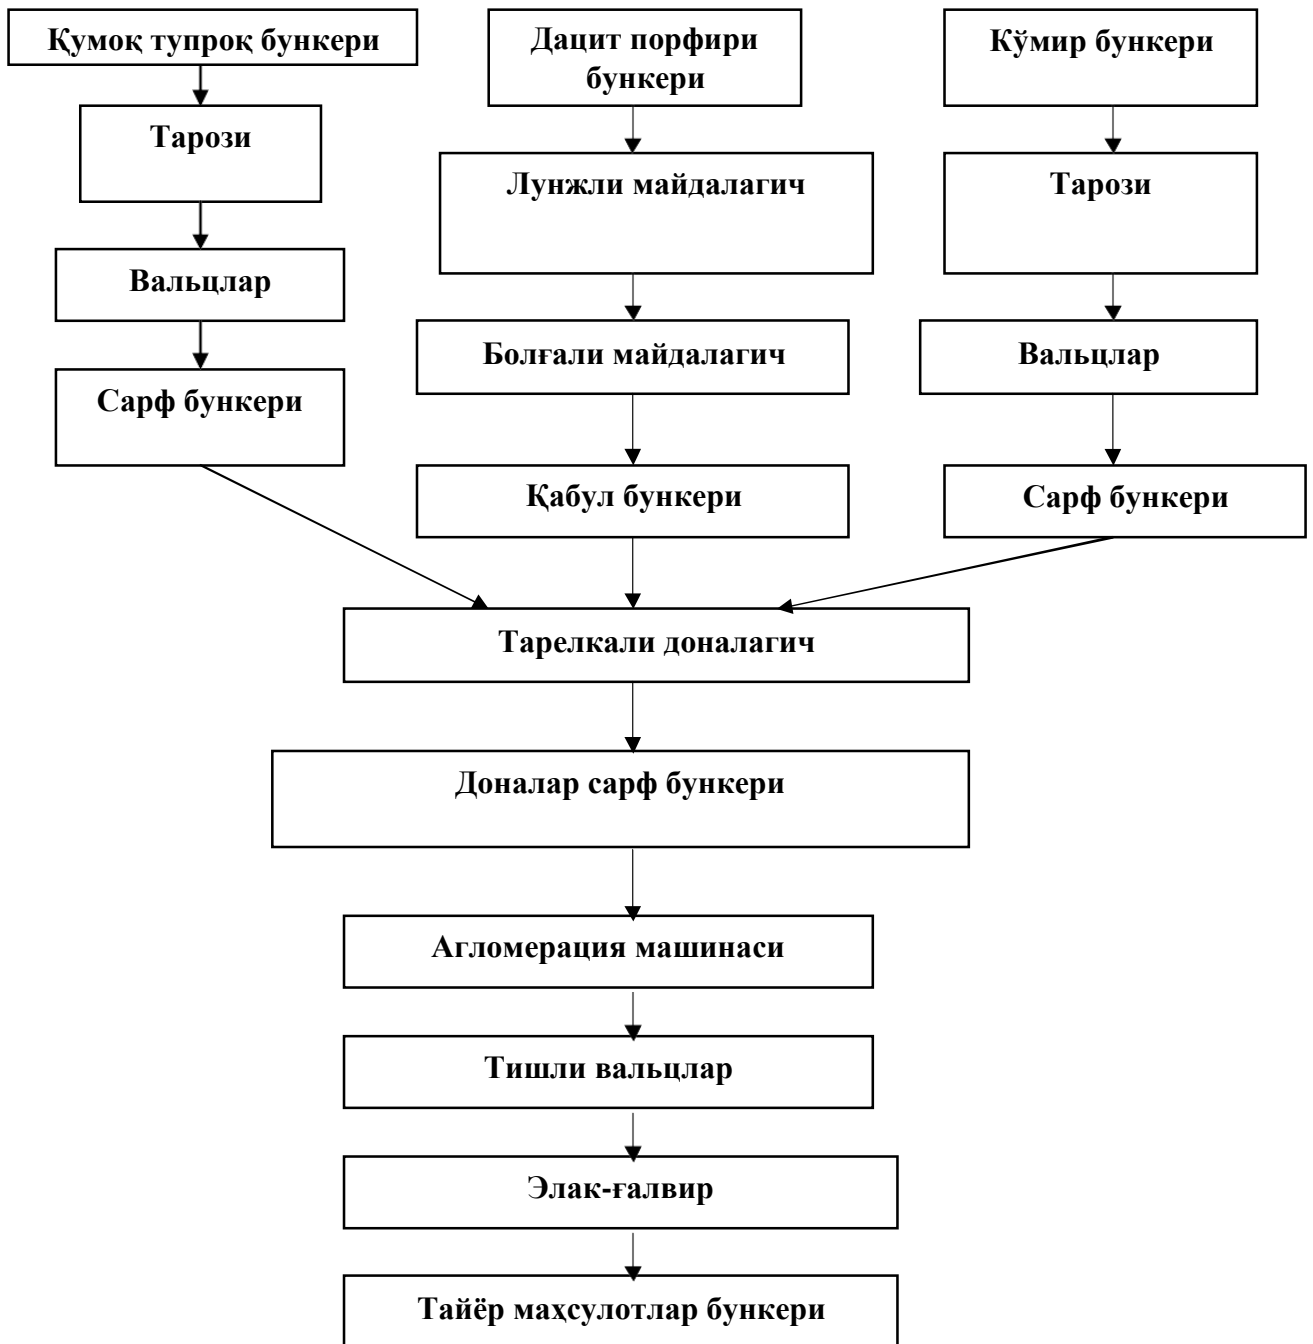 Қумоқ тупроқ бункери
Дацит порфири
бункери
Кўмир бункери
Тарози
Лунжли майдалагич
Тарози
Вальцлар
Болғали майдалагич
Вальцлар
Сарф бункери
Қабул бункери
Сарф бункери
Тарелкали доналагич
Доналар сарф бункери
Агломерация машинаси
Тишли вальцлар
Элак-ғалвир
Тайёр маҳсулотлар бункери